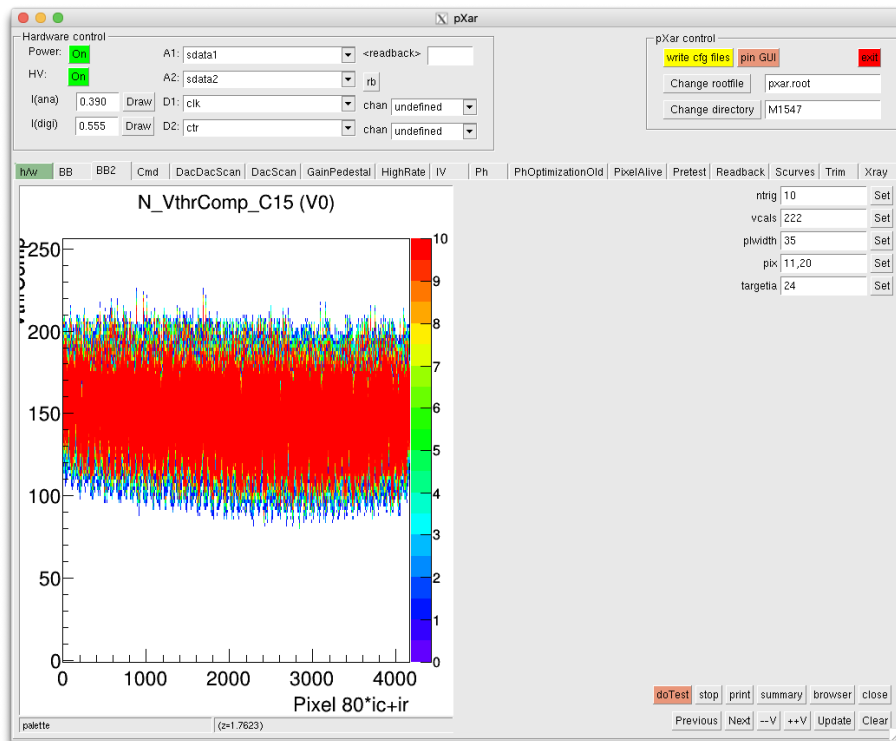 pXar
Hardware control
Power: On A1: sdata1 <readback>
HV: On A2: sdata2 rb
I(ana) 0.390 Draw D1: clk chan undefined
I(digi) 0.555 Draw D2: ctr chan undefined
pXar control
write cfg files pin GUI exit
Change rootfile pxar.root
Change directory M1547
h/w BB BB2 Cmd DacDacScan DacScan GainPedestal HighRate IV Ph PhOptimizationOld PixelAlive Pretest Readback Scurves Trim Xray
N_VthrComp_C15 (V0)
250
200
150
100
50
0
0 1000 2000 3000 4000
Pixel 80*ic+ir
10
9
8
7
6
5
4
3
2
1
0
ntrig 10 Set
vcals 222 Set
plwidth 35 Set
pix 11,20 Set
targetia 24 Set
doTest stop print summary browser close
Previous Next --V ++V Update Clear
palette (z=1.7623)